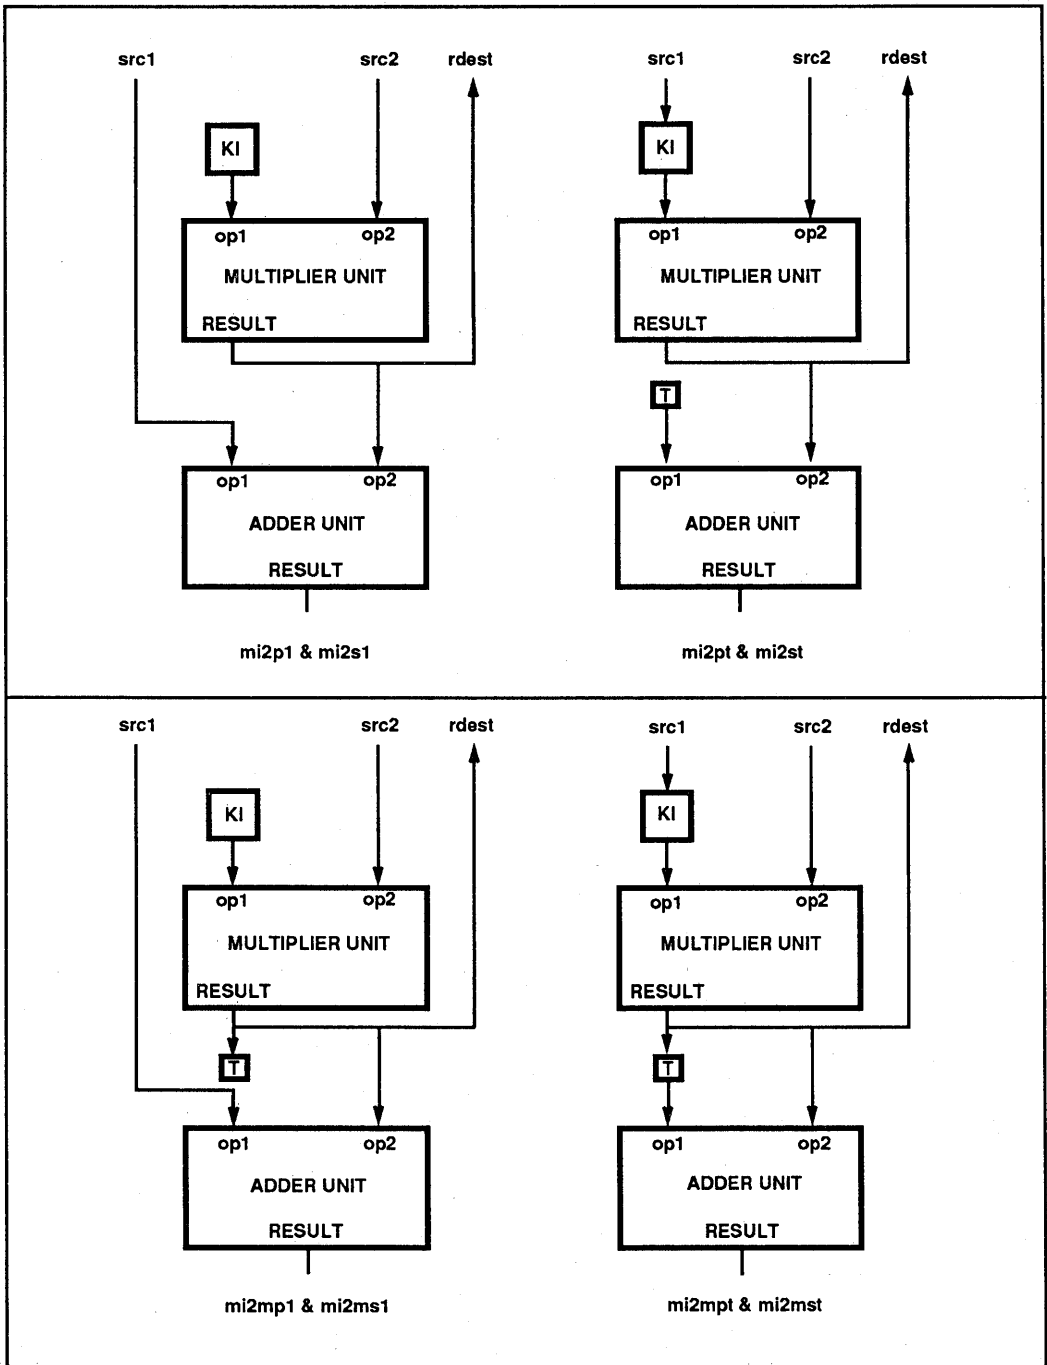 src1 src2 rdest
KI
op1 op2
MULTIPLIER UNIT
RESULT
op1 op2
ADDER UNIT
RESULT
mi2p1 & mi2s1
src1 src2 rdest
KI
op1 op2
MULTIPLIER UNIT
RESULT
T
op1 op2
ADDER UNIT
RESULT
mi2pt & mi2st
src1 src2 rdest
KI
op1 op2
MULTIPLIER UNIT
RESULT
T
op1 op2
ADDER UNIT
RESULT
mi2mp1 & mi2ms1
src1 src2 rdest
KI
op1 op2
MULTIPLIER UNIT
RESULT
T
op1 op2
ADDER UNIT
RESULT
mi2mpt & mi2mst